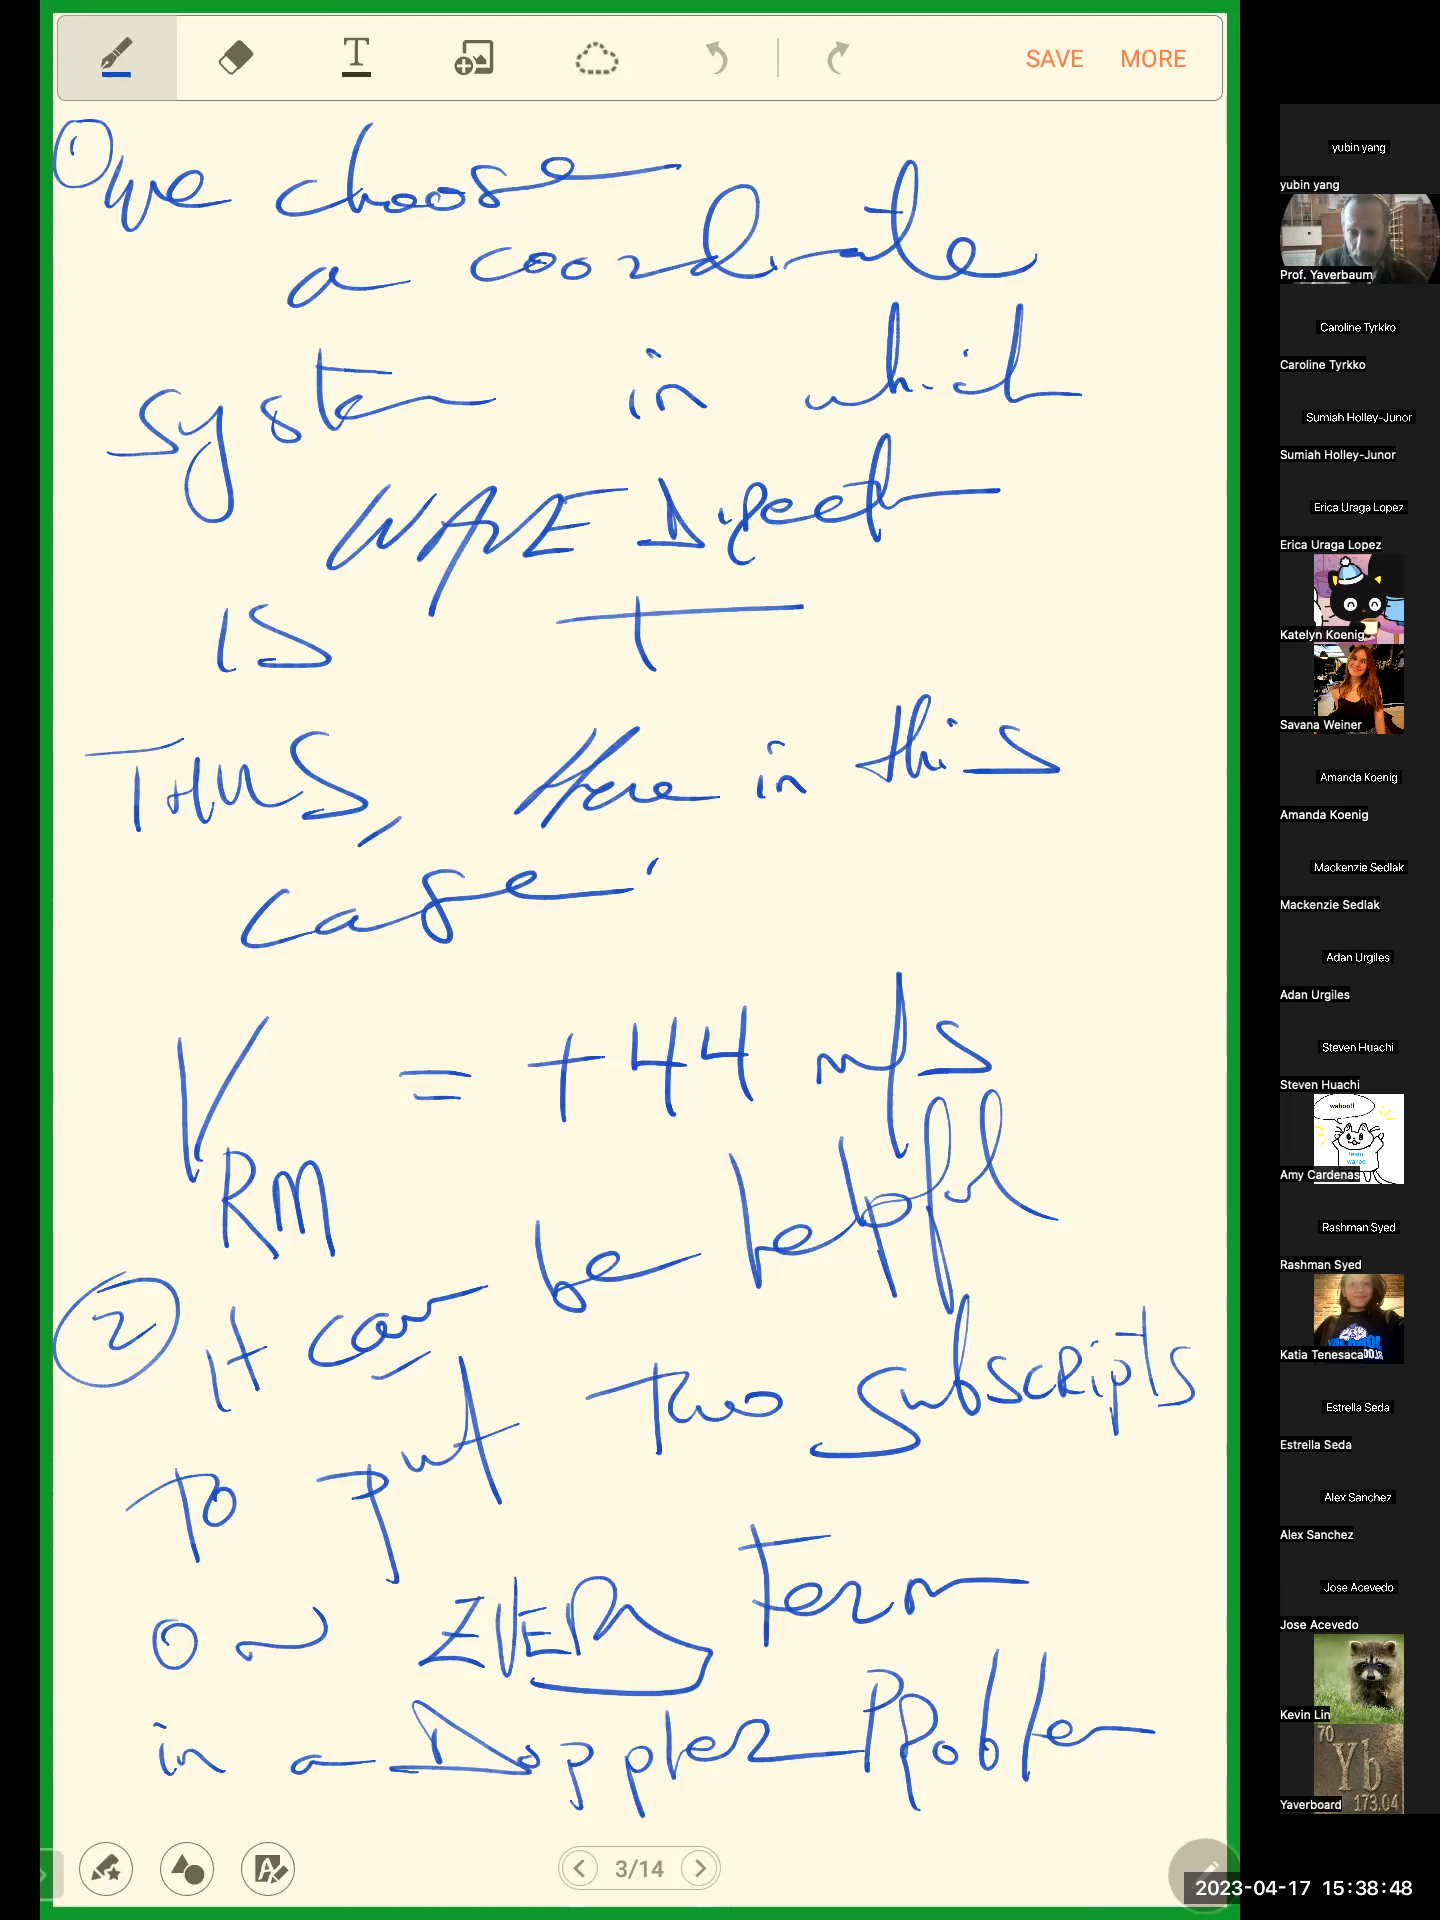 SAVE MORE
① we choose
a coordinate
system in which
WAVE Direct
IS +
THUS, Here in this
case:
V_RM = +44 m/s
② It can be helpful
To put two subscripts
on EVERY term
in a Doppler Problem
3/14
yubin yang
yubin yang
Prof. Yaverbaum
Caroline Tyrkko
Caroline Tyrkko
Sumiah Holley-Junor
Sumiah Holley-Junor
Erica Uraga Lopez
Erica Uraga Lopez
Katelyn Koenig
Savana Weiner
Amanda Koenig
Amanda Koenig
Mackenzie Sedlak
Mackenzie Sedlak
Adan Urgiles
Adan Urgiles
Steven Huachi
Steven Huachi
wahoo!!
team
Amy Cardenas
Rashman Syed
Rashman Syed
Katia Tenesaca
Estrella Seda
Estrella Seda
Alex Sanchez
Alex Sanchez
Jose Acevedo
Jose Acevedo
Kevin Lin
70
Yb
173.04
Yaverboard
2023-04-17 15:38:48